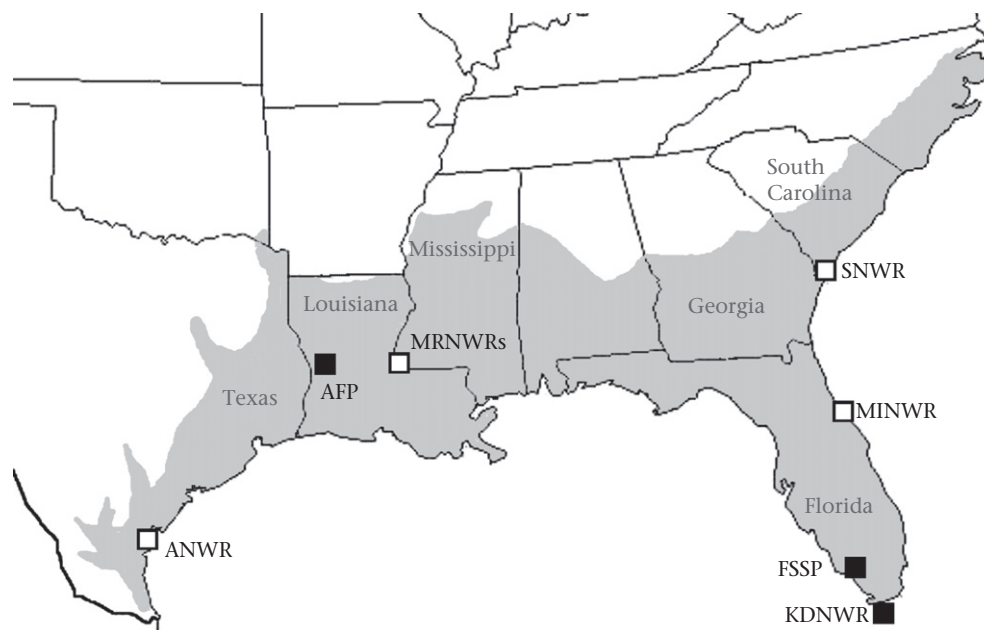 South
Carolina
Mississippi
SNWR
Louisiana
Georgia
MRNWRs
AFP
Texas
MINWR
Florida
ANWR
FSSP
KDNWR